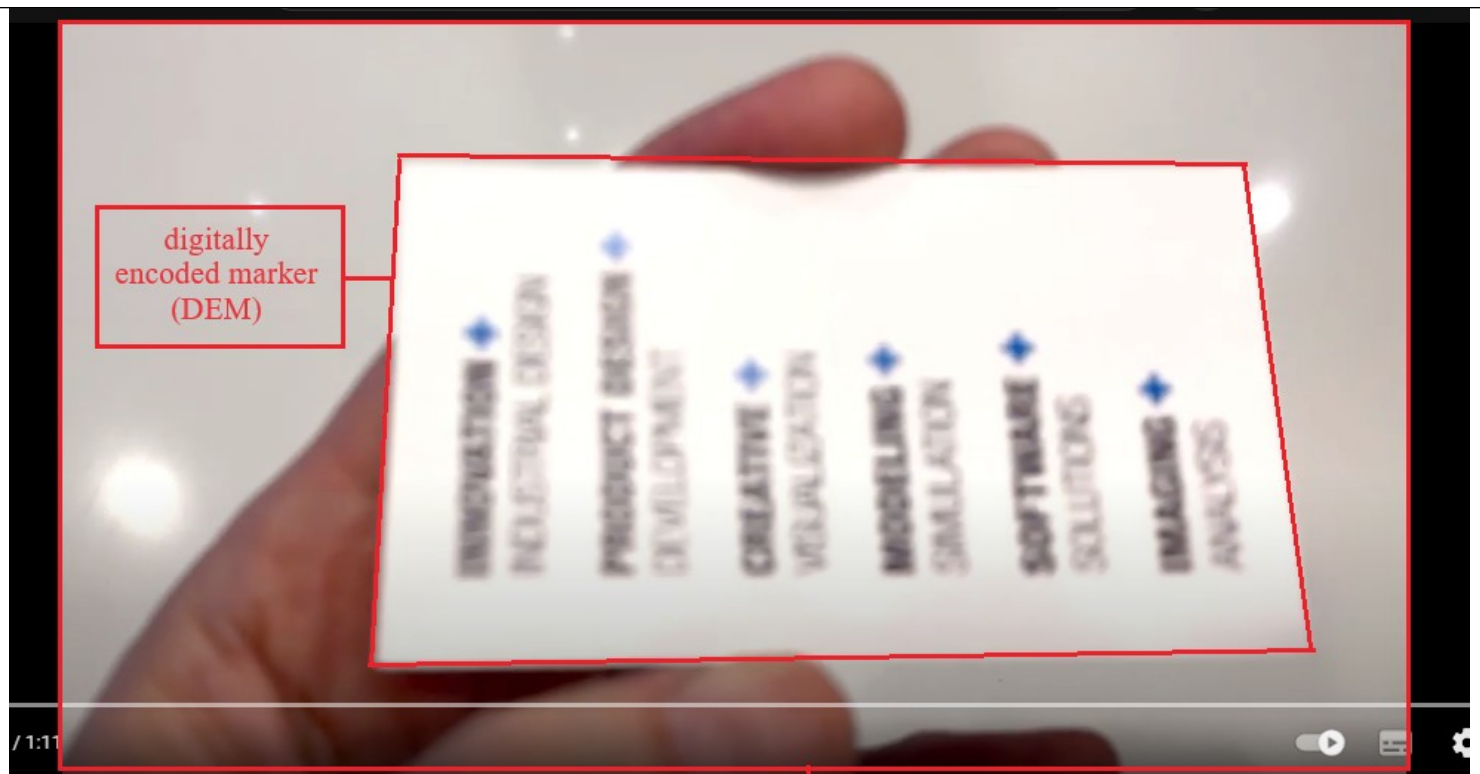 digitally
encoded marker
(DEM)
INNOVATION
INDUSTRIAL DESIGN
PRODUCT DESIGN
DEVELOPMENT
CREATIVE
VISUALIZATION
MODELING
SIMULATION
SOFTWARE
SOLUTIONS
IMAGING
ANALYSIS
/ 1:11